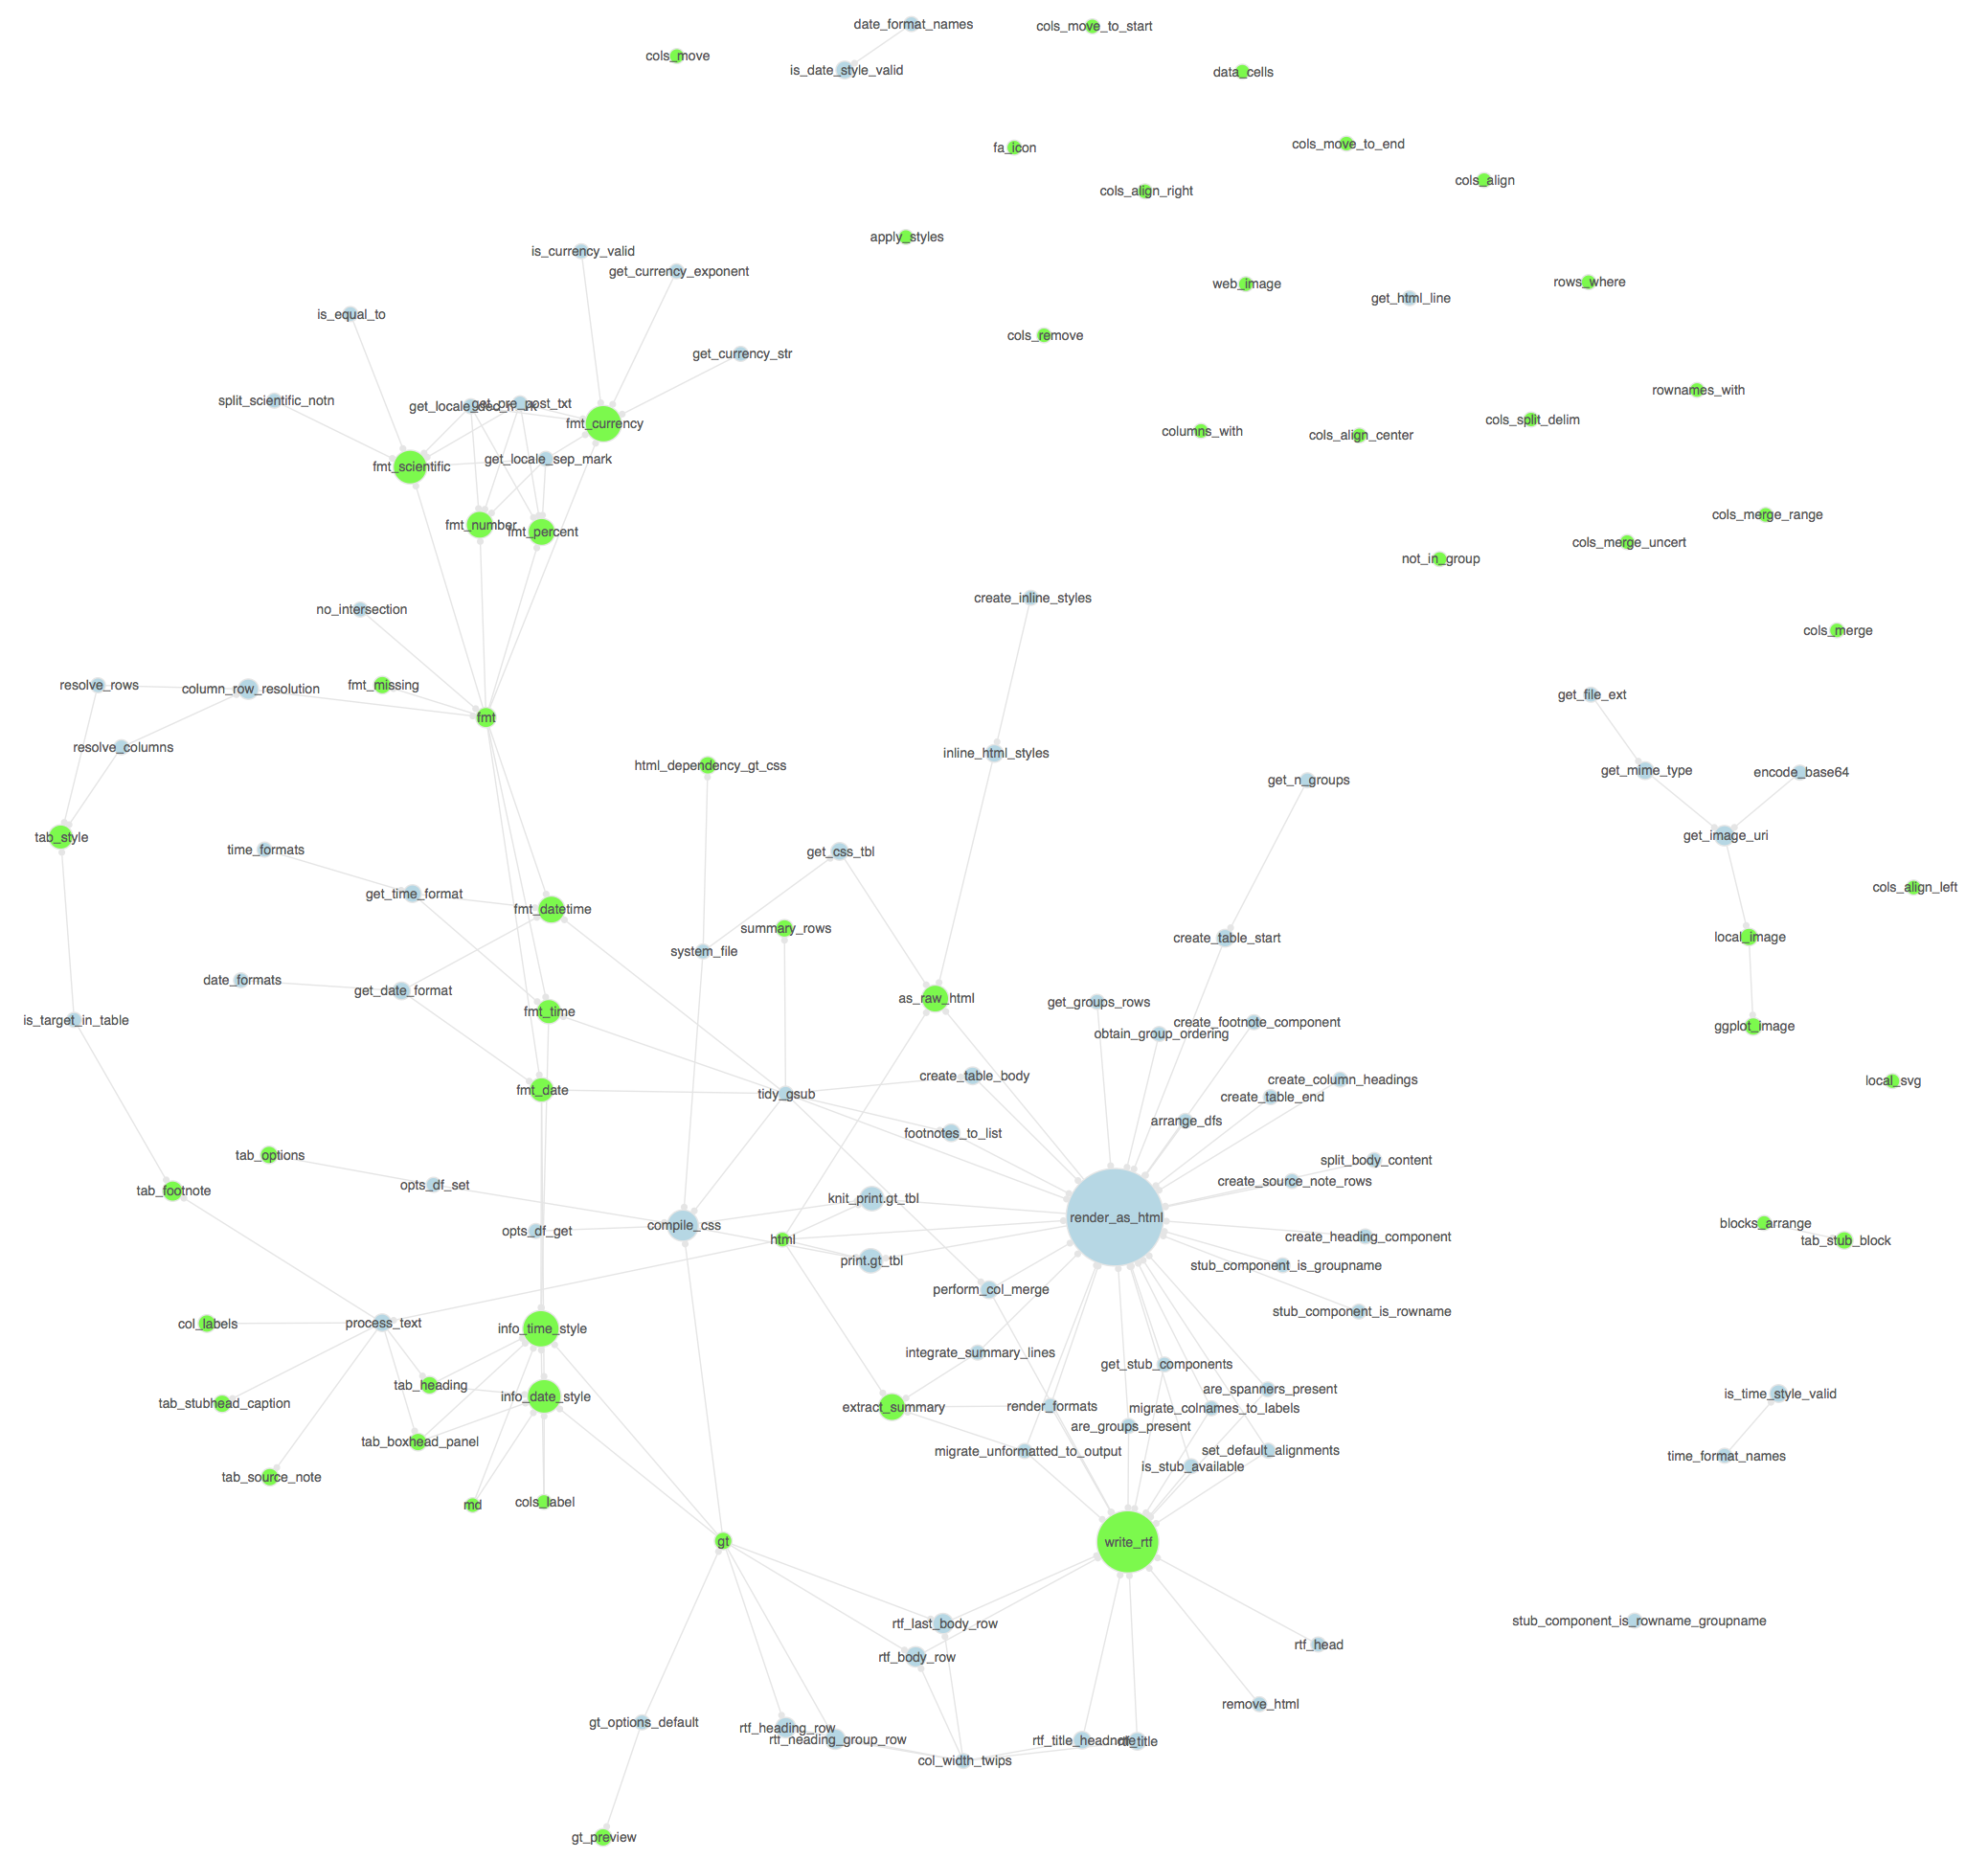 date_format_names
cols_move_to_start
cols_move
is_date_style_valid
data_cells
fa_icon
cols_move_to_end
cols_align_right
cols_align
apply_styles
is_currency_valid
get_currency_exponent
web_image
get_html_line
rows_where
is_equal_to
cols_remove
get_currency_str
rownames_with
split_scientific_notn
get_pre_post_txt
fmt_currency
cols_split_delim
columns_with
cols_align_center
get_locale_sep_mark
fmt_scientific
cols_merge_range
fmt_number
fmt_percent
cols_merge_uncert
not_in_group
create_inline_styles
no_intersection
cols_merge
resolve_rows
column_row_resolution
fmt_missing
get_file_ext
fmt
resolve_columns
inline_html_styles
html_dependency_gt_css
get_mime_type
encode_base64
get_n_groups
tab_style
get_image_uri
time_formats
get_css_tbl
get_time_format
cols_align_left
fmt_datetime
summary_rows
create_table_start
local_image
system_file
date_formats
get_date_format
as_raw_html
get_groups_rows
fmt_time
is_target_in_table
create_footnote_component
ggplot_image
obtain_group_ordering
create_table_body
create_column_headings
local_svg
fmt_date
tidy_gsub
create_table_end
arrange_dfs
footnotes_to_list
tab_options
split_body_content
opts_df_set
create_source_note_rows
tab_footnote
knit_print.gt_tbl
render_as_html
compile_css
blocks_arrange
opts_df_get
html
create_heading_component
tab_stub_block
print.gt_tbl
stub_component_is_groupname
perform_col_merge
stub_component_is_rowname
col_labels
process_text
info_time_style
integrate_summary_lines
get_stub_components
tab_heading
are_spanners_present
is_time_style_valid
info_date_style
tab_stubhead_caption
extract_summary
render_formats
migrate_colnames_to_labels
are_groups_present
tab_boxhead_panel
migrate_unformatted_to_output
set_default_alignments
time_format_names
is_stub_available
tab_source_note
md
cols_label
gt
write_rtf
rtf_last_body_row
stub_component_is_rowname_groupname
rtf_head
rtf_body_row
remove_html
gt_options_default
rtf_heading_row
rtf_heading_group_row
rtf_title
col_width_twips
gt_preview